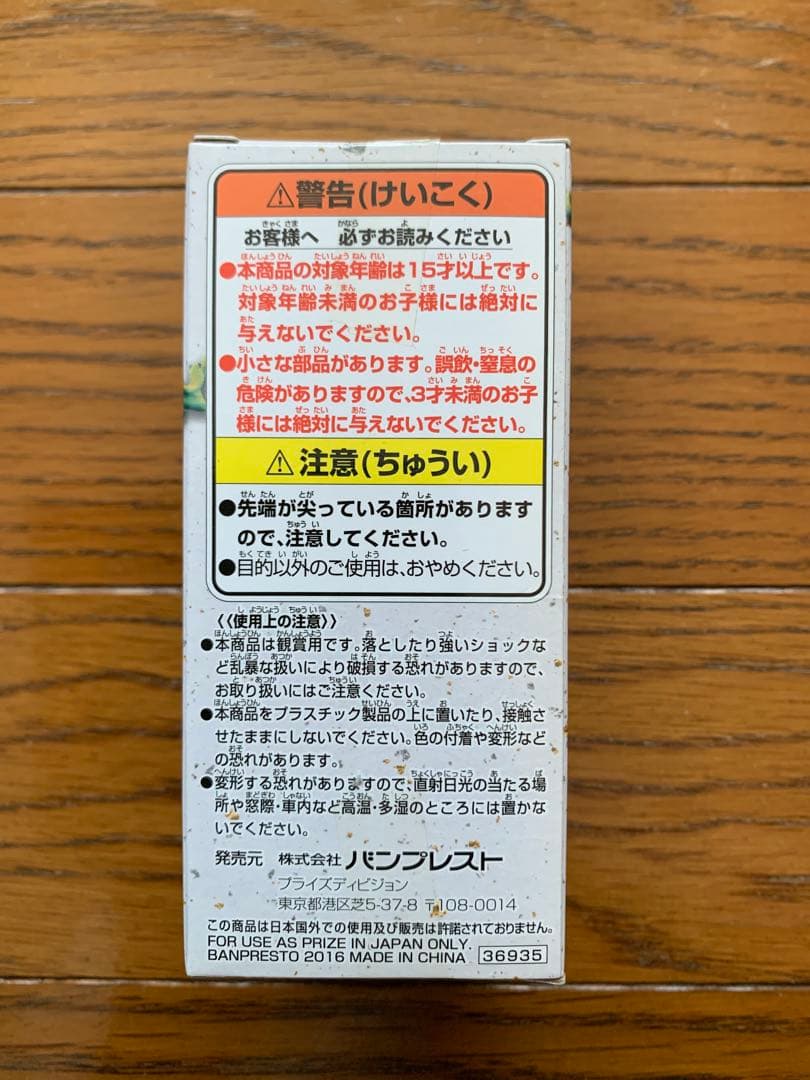 ⚠警告(けいこく)
お客様へ 必ずお読みください
●本商品の対象年齢は15才以上です。
対象年齢未満のお子様には絶対に
与えないでください。
●小さな部品があります。誤飲・窒息の
危険がありますので、3才未満のお子
様には絶対に与えないでください。
⚠注意(ちゅうい)
●先端が尖っている箇所があります
ので、注意してください。
●目的以外のご使用は、おやめください。
《使用上の注意》
●本商品は観賞用です。落としたり強いショックな
ど乱暴な扱いにより破損する恐れがありますので、
お取り扱いにはご注意ください。
●本商品をプラスチック製品の上に置いたり、接触さ
せたままにしないでください。色の付着や変形など
の恐れがあります。
●変形する恐れがありますので、直射日光の当たる場
所や窓際・車内など高温・多湿のところには置かな
いでください。
発売元 株式会社 バンプレスト
プライズディビジョン
東京都港区芝5-37-8 〒108-0014
この商品は日本国外での使用及び販売は許諾されておりません。
FOR USE AS PRIZE IN JAPAN ONLY.
BANPRESTO 2016 MADE IN CHINA 36935